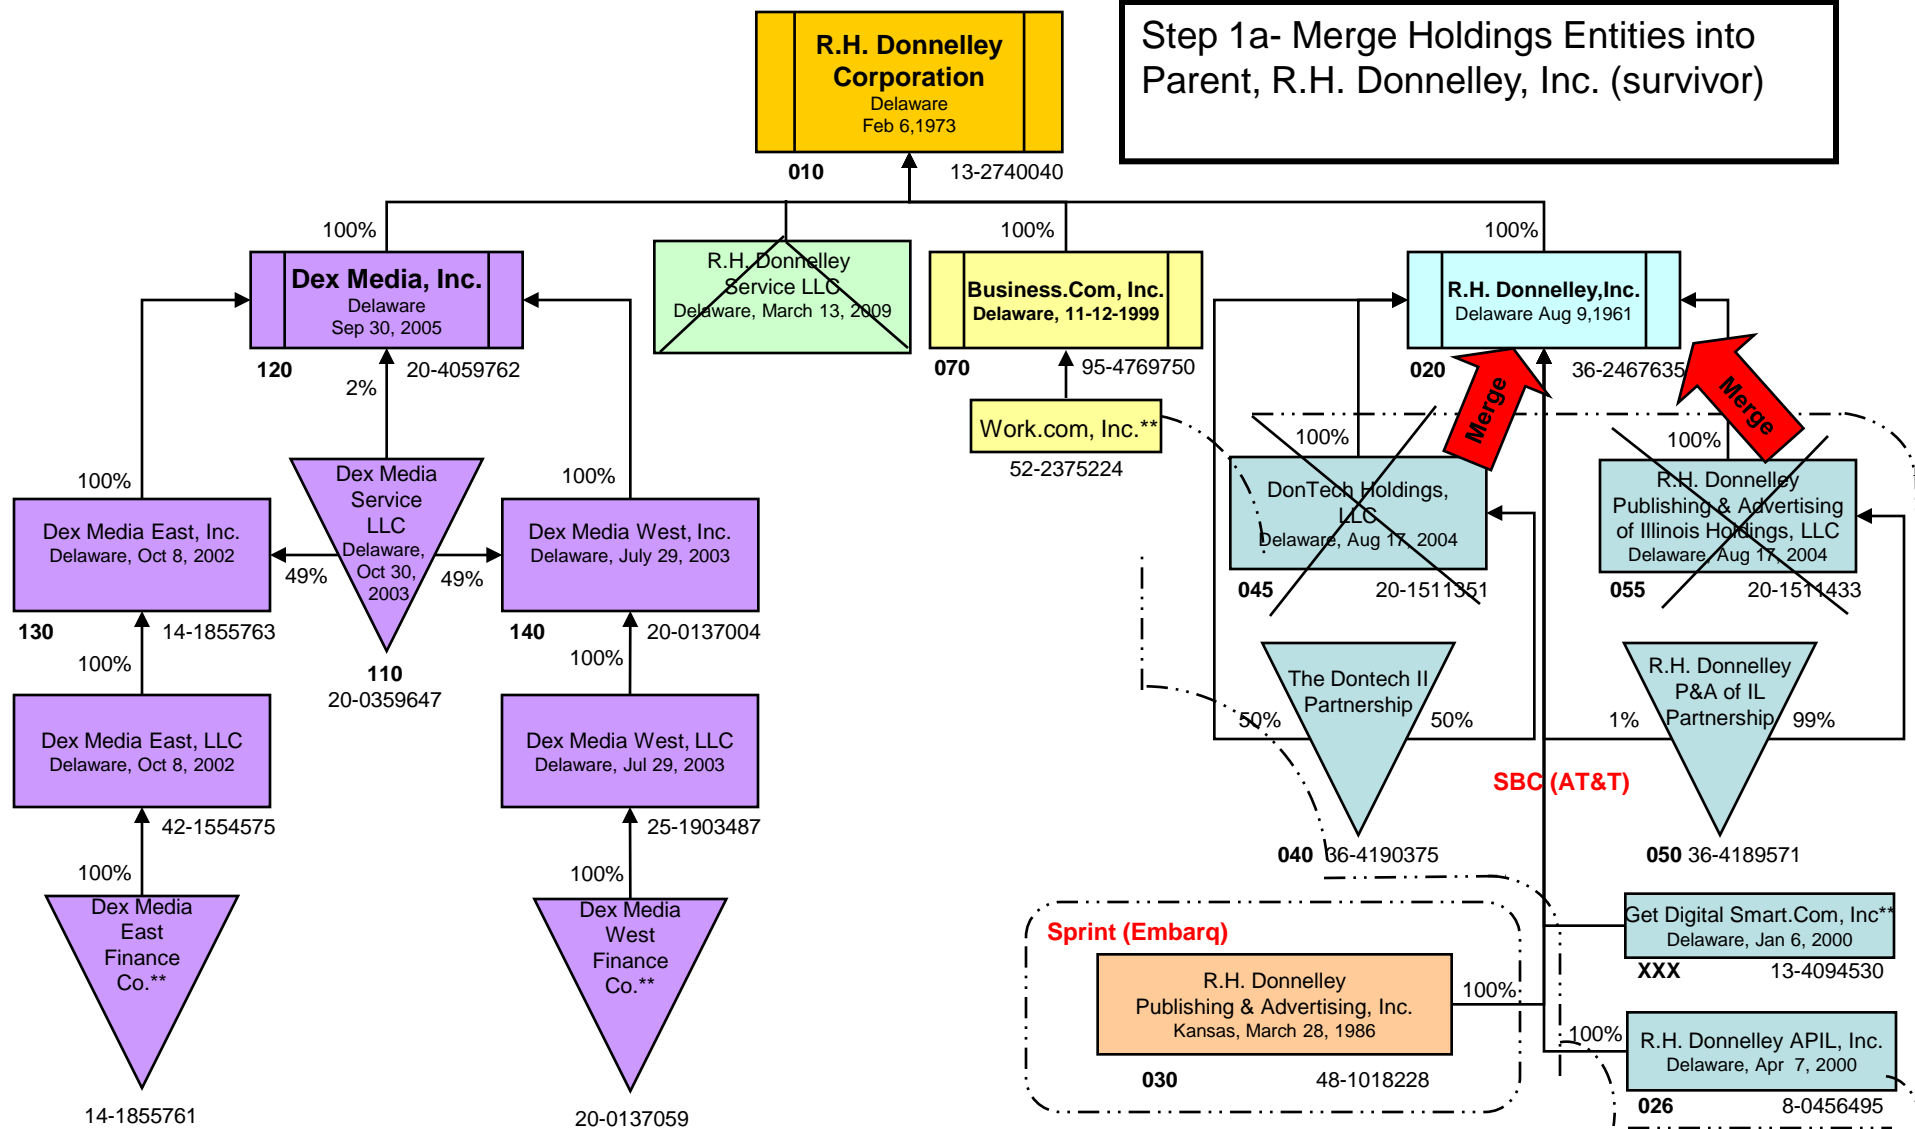 Step 1a- Merge Holdings Entities into
Parent, R.H. Donnelley, Inc. (survivor)
R.H. Donnelley
Corporation
Delaware
Feb 6,1973
010 13-2740040
100%
100%
100%
Dex Media, Inc.
Delaware
Sep 30, 2005
120 20-4059762
R.H. Donnelley
Service LLC
Delaware, March 13, 2009
Business.Com, Inc.
Delaware, 11-12-1999
070 95-4769750
R.H. Donnelley,Inc.
Delaware Aug 9,1961
020 36-2467635
Merge
Merge
2%
Work.com, Inc.**
52-2375224
100%
100%
100%
100%
Dex Media East, Inc.
Delaware, Oct 8, 2002
130 14-1855763
Dex Media
Service
LLC
Delaware,
Oct 30,
2003
49%
49%
110
20-0359647
Dex Media West, Inc.
Delaware, July 29, 2003
140 20-0137004
DonTech Holdings,
LLC
Delaware, Aug 17, 2004
045 20-1511351
R.H. Donnelley
Publishing & Advertising
of Illinois Holdings, LLC
Delaware, Aug 17, 2004
055 20-1511433
100%
100%
Dex Media East, LLC
Delaware, Oct 8, 2002
42-1554575
Dex Media West, LLC
Delaware, Jul 29, 2003
25-1903487
The Dontech II
Partnership
50%
50%
040 36-4190375
R.H. Donnelley
P&A of IL
Partnership
1%
99%
050 36-4189571
SBC (AT&T)
100%
100%
Dex Media
East
Finance
Co.**
14-1855761
Dex Media
West
Finance
Co.**
20-0137059
Sprint (Embarq)
R.H. Donnelley
Publishing & Advertising, Inc.
Kansas, March 28, 1986
030 48-1018228
100%
Get Digital Smart.Com, Inc**
Delaware, Jan 6, 2000
XXX 13-4094530
100%
R.H. Donnelley APIL, Inc.
Delaware, Apr 7, 2000
026 8-0456495